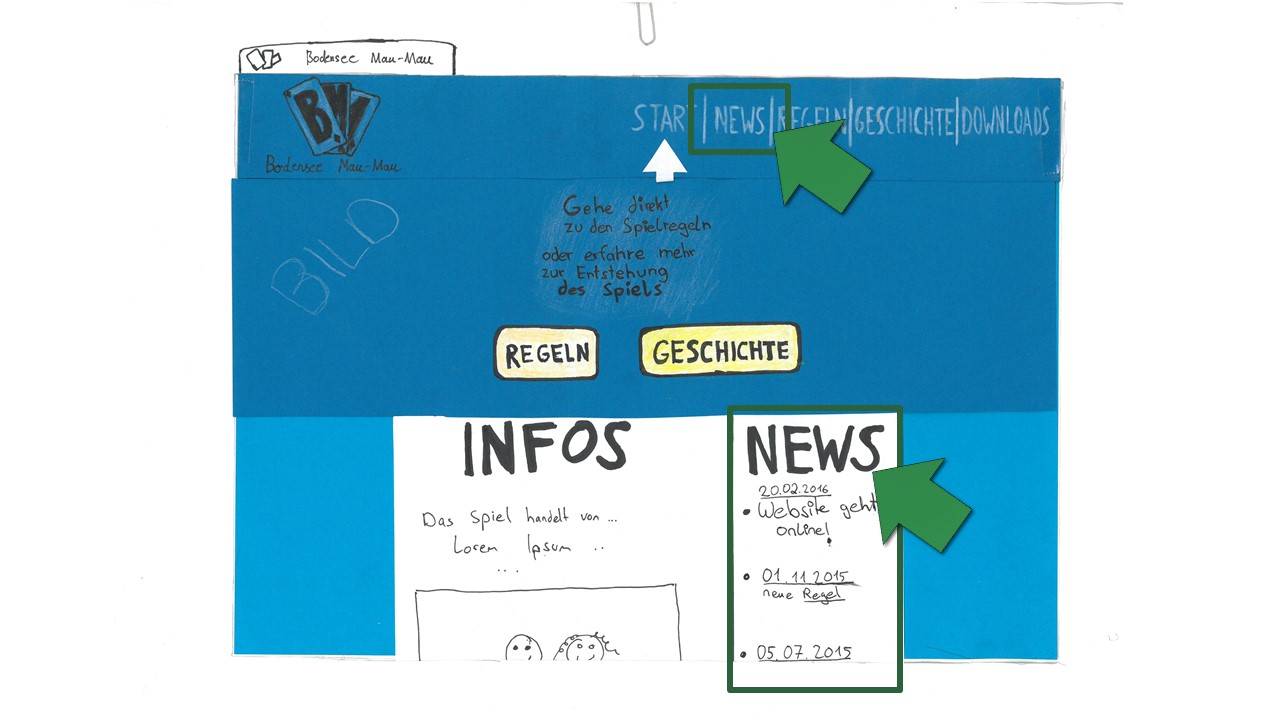 Bodensee Mau-Mau
B.M
Bodensee Mau-Mau
START | NEWS | REGELN | GESCHICHTE | DOWNLOADS
BILD
Gehe direkt
zu den Spielregeln
oder erfahre mehr
zur Entstehung
des Spiels
REGELN
GESCHICHTE
INFOS
Das Spiel handelt von ...
Lorem Ipsum ..
...
NEWS
20.02.2016
• Website geht
online!
• 01.11.2015
neue Regel
• 05.07.2015